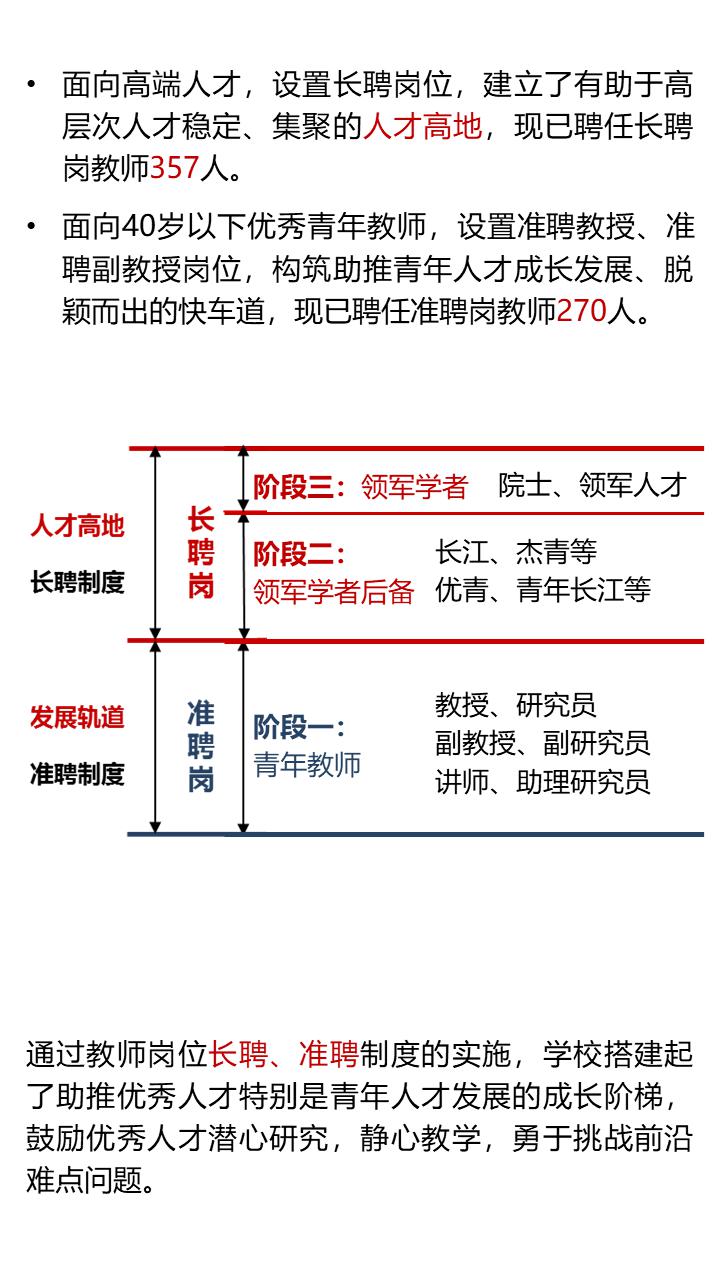 • 面向高端人才，设置长聘岗位，建立了有助于高
层次人才稳定、集聚的人才高地，现已聘任长聘
岗教师357人。
• 面向40岁以下优秀青年教师，设置准聘教授、准
聘副教授岗位，构筑助推青年人才成长发展、脱
颖而出的快车道，现已聘任准聘岗教师270人。
人才高地
长聘制度
长聘岗
阶段三：领军学者 院士、领军人才
阶段二：
领军学者后备
长江、杰青等
优青、青年长江等
发展轨道
准聘制度
准聘岗
阶段一：
青年教师
教授、研究员
副教授、副研究员
讲师、助理研究员
通过教师岗位长聘、准聘制度的实施，学校搭建起
了助推优秀人才特别是青年人才发展的成长阶梯，
鼓励优秀人才潜心研究，静心教学，勇于挑战前沿
难点问题。